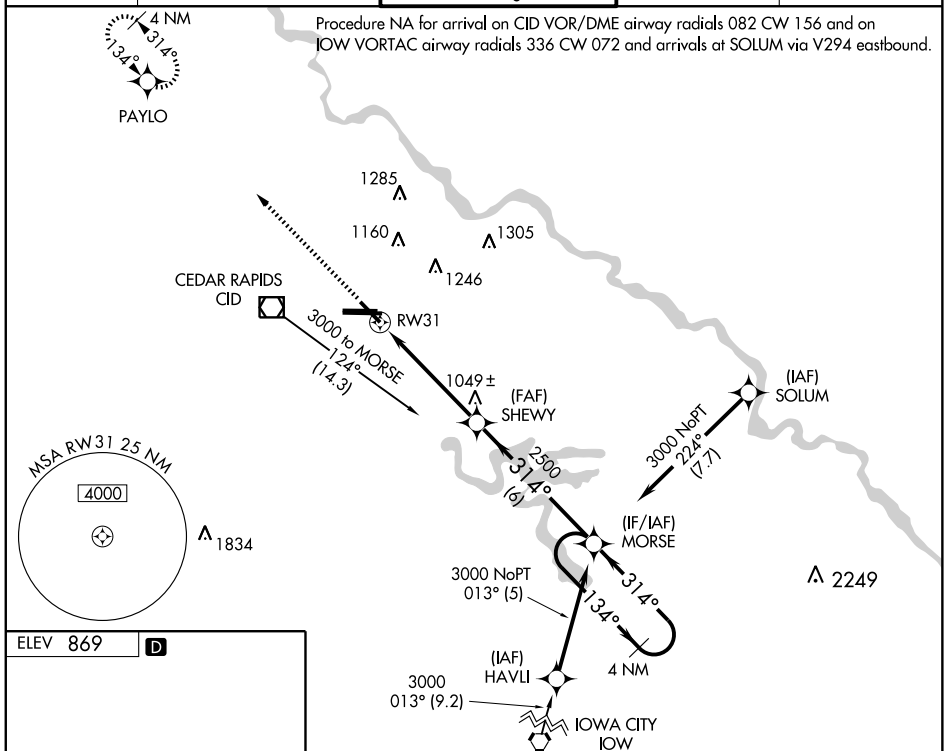 4 NM
314°
134°
PAYLO
Procedure NA for arrival on CID VOR/DME airway radials 082 CW 156 and on
IOW VORTAC airway radials 336 CW 072 and arrivals at SOLUM via V294 eastbound.
1285
1160
1305
1246
CEDAR RAPIDS
CID
RW31
3000 to MORSE
124°
(14.3)
1049±
(FAF)
SHEWY
(IAF)
SOLUM
3000 NoPT
224°
(7.7)
2500
314°
(6)
MSA RW31 25 NM
4000
1834
(IF/IAF)
MORSE
2249
3000 NoPT
013° (5)
314°
134°
4 NM
ELEV 869
D
(IAF)
HAVLI
3000
013° (9.2)
IOWA CITY
IOW